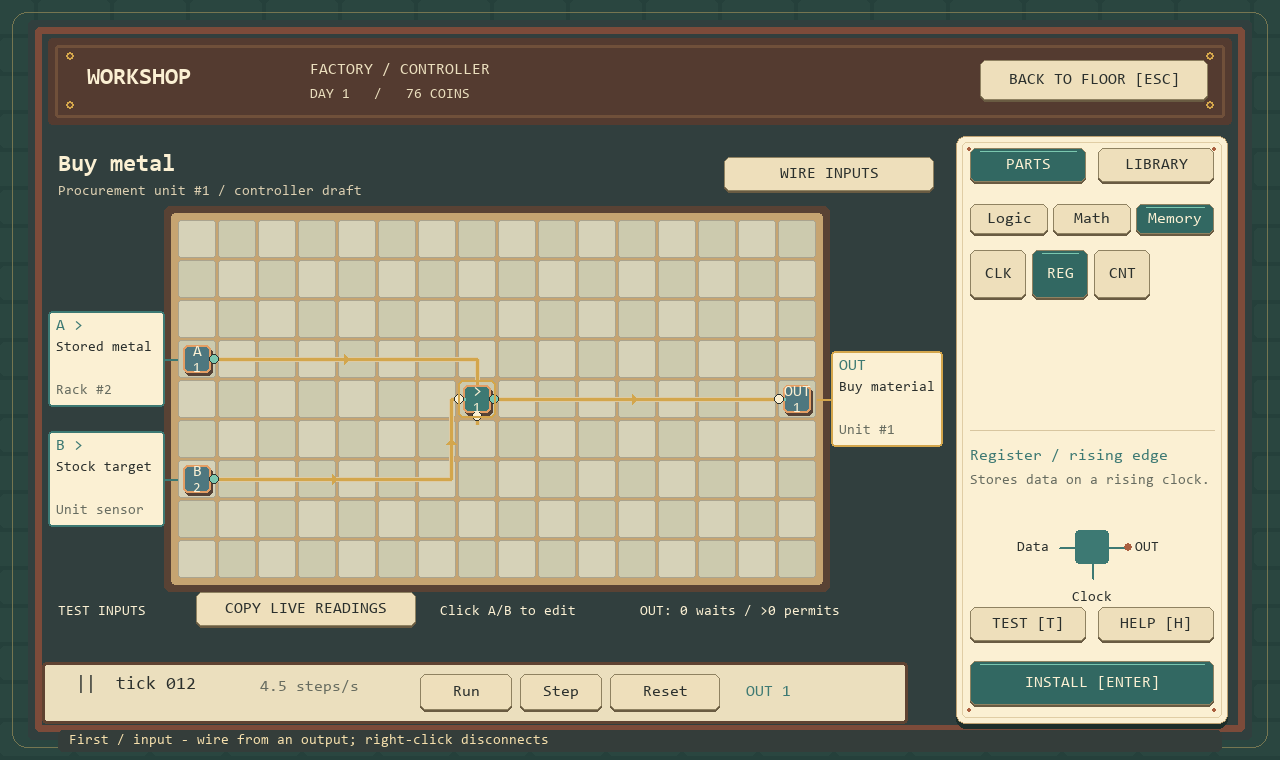 WORKSHOP
FACTORY / CONTROLLER
DAY 1 / 76 COINS
BACK TO FLOOR [ESC]
Buy metal
Procurement unit #1 / controller draft
WIRE INPUTS
PARTS
LIBRARY
Logic
Math
Memory
CLK
REG
CNT
A >
Stored metal
Rack #2
A
1
B >
Stock target
Unit sensor
B
2
>
1
OUT
1
OUT
Buy material
Unit #1
Register / rising edge
Stores data on a rising clock.
Data
OUT
Clock
TEST INPUTS
COPY LIVE READINGS
Click A/B to edit
OUT: 0 waits / >0 permits
TEST [T]
HELP [H]
INSTALL [ENTER]
|| tick 012
4.5 steps/s
Run
Step
Reset
OUT 1
First / input - wire from an output; right-click disconnects